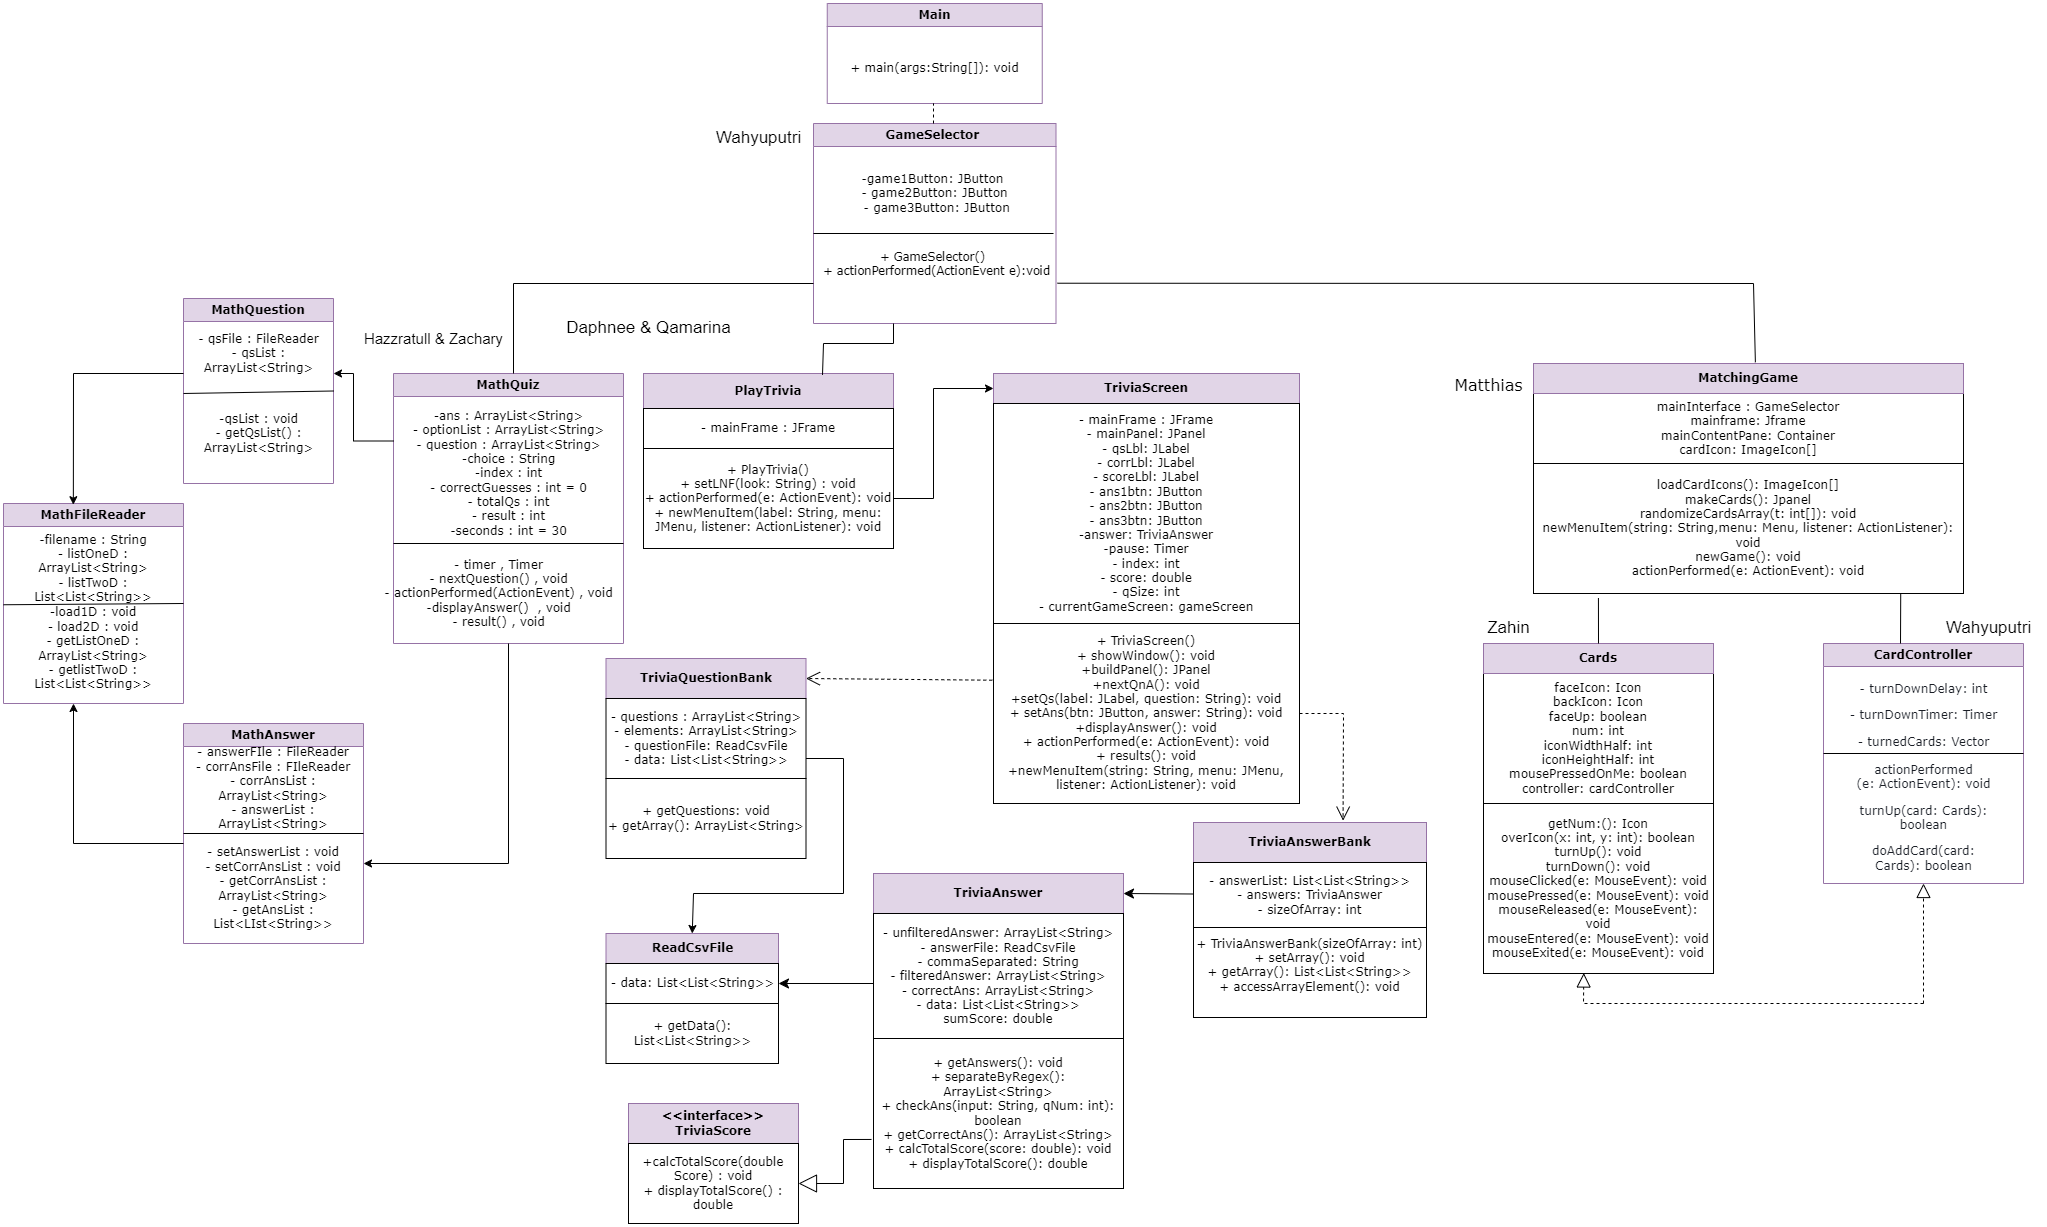 Main
+ main(args:String[]): void
Wahyuputri
GameSelector
-game1Button: JButton
- game2Button: JButton
- game3Button: JButton
+ GameSelector()
+ actionPerformed(ActionEvent e):void
MathQuestion
- qsFile : FileReader
- qsList :
ArrayList<String>
-qsList : void
- getQsList() :
ArrayList<String>
Hazzratull & Zachary
Daphnee & Qamarina
MathQuiz
-ans : ArrayList<String>
- optionList : ArrayList<String>
- question : ArrayList<String>
-choice : String
-index : int
- correctGuesses : int = 0
- totalQs : int
- result : int
-seconds : int = 30
- timer , Timer
- nextQuestion() , void
- actionPerformed(ActionEvent) , void
-displayAnswer()  , void
- result() , void
PlayTrivia
- mainFrame : JFrame
+ PlayTrivia()
+ setLNF(look: String) : void
+ actionPerformed(e: ActionEvent): void
+ newMenuItem(label: String, menu:
JMenu, listener: ActionListener): void
TriviaScreen
- mainFrame : JFrame
- mainPanel: JPanel
- qsLbl: JLabel
- corrLbl: JLabel
- scoreLbl: JLabel
- ans1btn: JButton
- ans2btn: JButton
- ans3btn: JButton
-answer: TriviaAnswer
-pause: Timer
- index: int
- score: double
- qSize: int
- currentGameScreen: gameScreen
+ TriviaScreen()
+ showWindow(): void
+buildPanel(): JPanel
+nextQnA(): void
+setQs(label: JLabel, question: String): void
+ setAns(btn: JButton, answer: String): void
+displayAnswer(): void
+ actionPerformed(e: ActionEvent): void
+ results(): void
+newMenuItem(string: String, menu: JMenu,
listener: ActionListener): void
Matthias
MatchingGame
mainInterface : GameSelector
mainframe: Jframe
mainContentPane: Container
cardIcon: ImageIcon[]
loadCardIcons(): ImageIcon[]
makeCards(): Jpanel
randomizeCardsArray(t: int[]): void
newMenuItem(string: String,menu: Menu, listener: ActionListener):
void
newGame(): void
actionPerformed(e: ActionEvent): void
MathFileReader
-filename : String
- listOneD :
ArrayList<String>
- listTwoD :
List<List<String>>
-load1D : void
- load2D : void
- getListOneD :
ArrayList<String>
- getlistTwoD :
List<List<String>>
MathAnswer
- answerFIle : FileReader
- corrAnsFile : FIleReader
- corrAnsList :
ArrayList<String>
- answerList :
ArrayList<String>
- setAnswerList : void
- setCorrAnsList : void
- getCorrAnsList :
ArrayList<String>
- getAnsList :
List<LIst<String>>
TriviaQuestionBank
- questions : ArrayList<String>
- elements: ArrayList<String>
- questionFile: ReadCsvFile
- data: List<List<String>>
+ getQuestions: void
+ getArray(): ArrayList<String>
Zahin
Cards
faceIcon: Icon
backIcon: Icon
faceUp: boolean
num: int
iconWidthHalf: int
iconHeightHalf: int
mousePressedOnMe: boolean
controller: cardController
getNum:(): Icon
overIcon(x: int, y: int): boolean
turnUp(): void
turnDown(): void
mouseClicked(e: MouseEvent): void
mousePressed(e: MouseEvent): void
mouseReleased(e: MouseEvent):
void
mouseEntered(e: MouseEvent): void
mouseExited(e: MouseEvent): void
Wahyuputri
CardController
- turnDownDelay: int
- turnDownTimer: Timer
- turnedCards: Vector
actionPerformed
(e: ActionEvent): void
turnUp(card: Cards):
boolean
doAddCard(card:
Cards): boolean
TriviaAnswerBank
- answerList: List<List<String>>
- answers: TriviaAnswer
- sizeOfArray: int
+ TriviaAnswerBank(sizeOfArray: int)
+ setArray(): void
+ getArray(): List<List<String>>
+ accessArrayElement(): void
TriviaAnswer
- unfilteredAnswer: ArrayList<String>
- answerFile: ReadCsvFile
- commaSeparated: String
- filteredAnswer: ArrayList<String>
- correctAns: ArrayList<String>
- data: List<List<String>>
sumScore: double
+ getAnswers(): void
+ separateByRegex():
ArrayList<String>
+ checkAns(input: String, qNum: int):
boolean
+ getCorrectAns(): ArrayList<String>
+ calcTotalScore(score: double): void
+ displayTotalScore(): double
ReadCsvFile
- data: List<List<String>>
+ getData():
List<List<String>>
<<interface>>
TriviaScore
+calcTotalScore(double
Score) : void
+ displayTotalScore() :
double